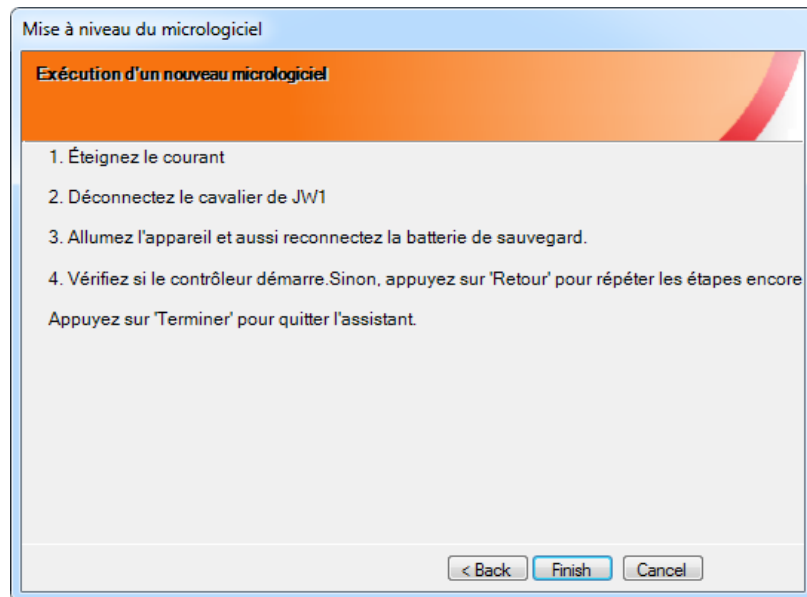 Mise à niveau du micrologiciel
Exécution d'un nouveau micrologiciel
1. Éteignez le courant
2. Déconnectez le cavalier de JW1
3. Allumez l'appareil et aussi reconnectez la batterie de sauvegard.
4. Vérifiez si le contrôleur démarre.Sinon, appuyez sur 'Retour' pour répéter les étapes encore
Appuyez sur 'Terminer' pour quitter l'assistant.
< Back Finish Cancel